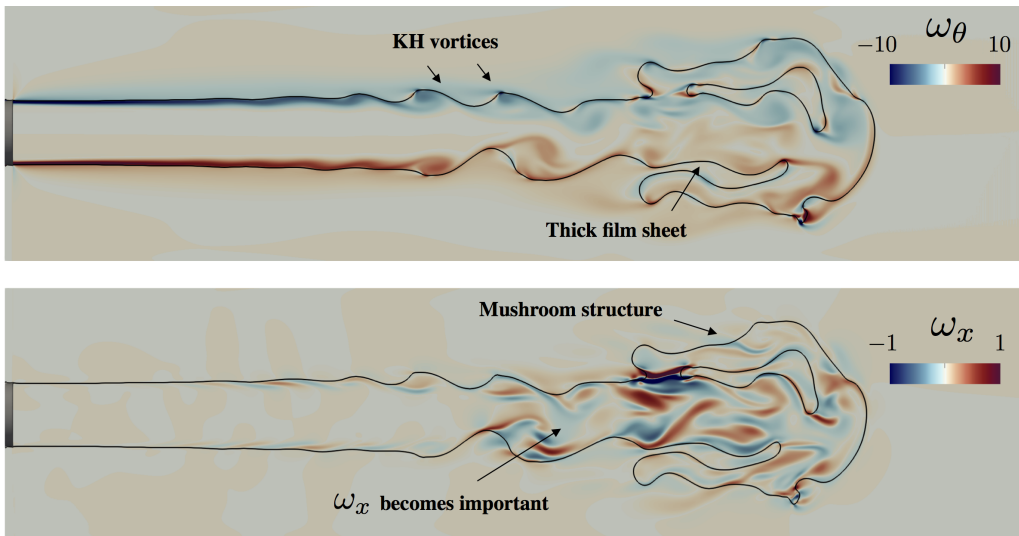 KH vortices
ω_θ
−10 10
Thick film sheet
Mushroom structure
ω_x
−1 1
ω_x becomes important